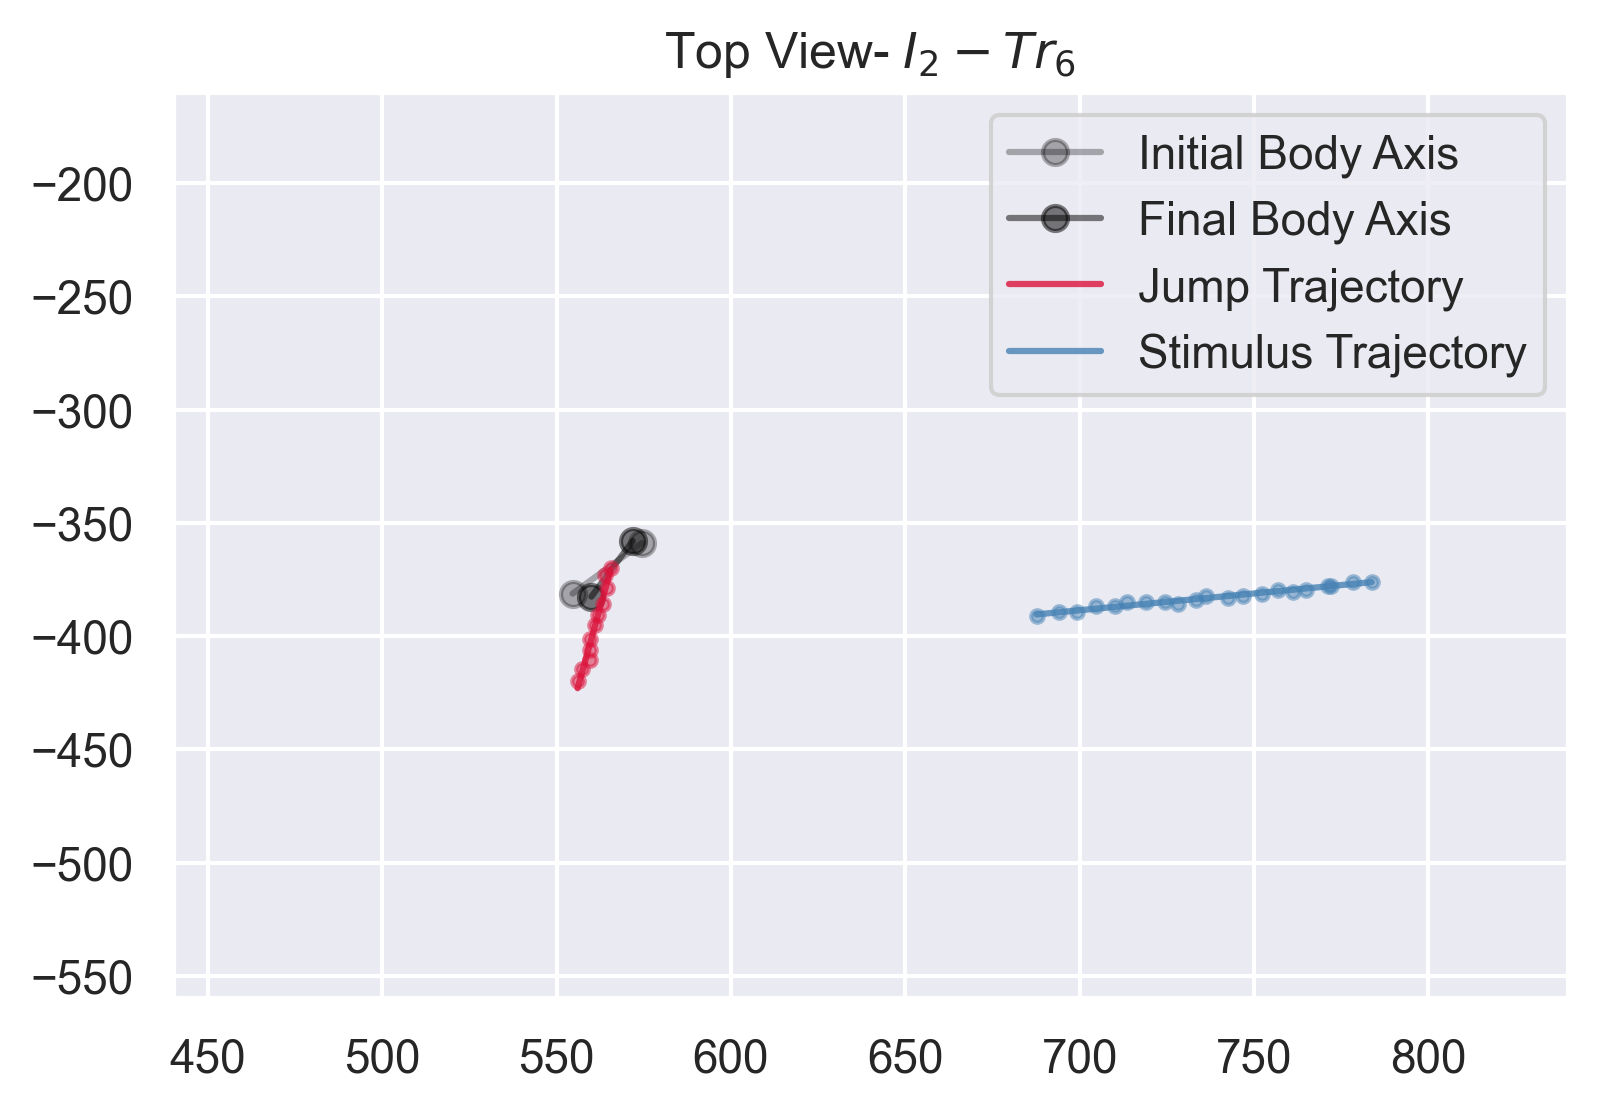 Top View- I₂ − Tr₆
Initial Body Axis
Final Body Axis
Jump Trajectory
Stimulus Trajectory
−200
−250
−300
−350
−400
−450
−500
−550
450 500 550 600 650 700 750 800